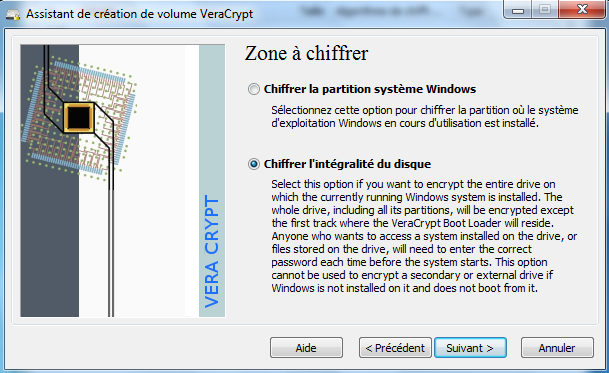 Assistant de création de volume VeraCrypt
Zone à chiffrer
Chiffrer la partition système Windows
Sélectionnez cette option pour chiffrer la partition où le système
d'exploitation Windows en cours d'utilisation est installé.
Chiffrer l'intégralité du disque
Select this option if you want to encrypt the entire drive on
which the currently running Windows system is installed. The
whole drive, including all its partitions, will be encrypted except
the first track where the VeraCrypt Boot Loader will reside.
Anyone who wants to access a system installed on the drive, or
files stored on the drive, will need to enter the correct
password each time before the system starts. This option
cannot be used to encrypt a secondary or external drive if
Windows is not installed on it and does not boot from it.
VERA CRYPT
Aide
< Précédent
Suivant >
Annuler